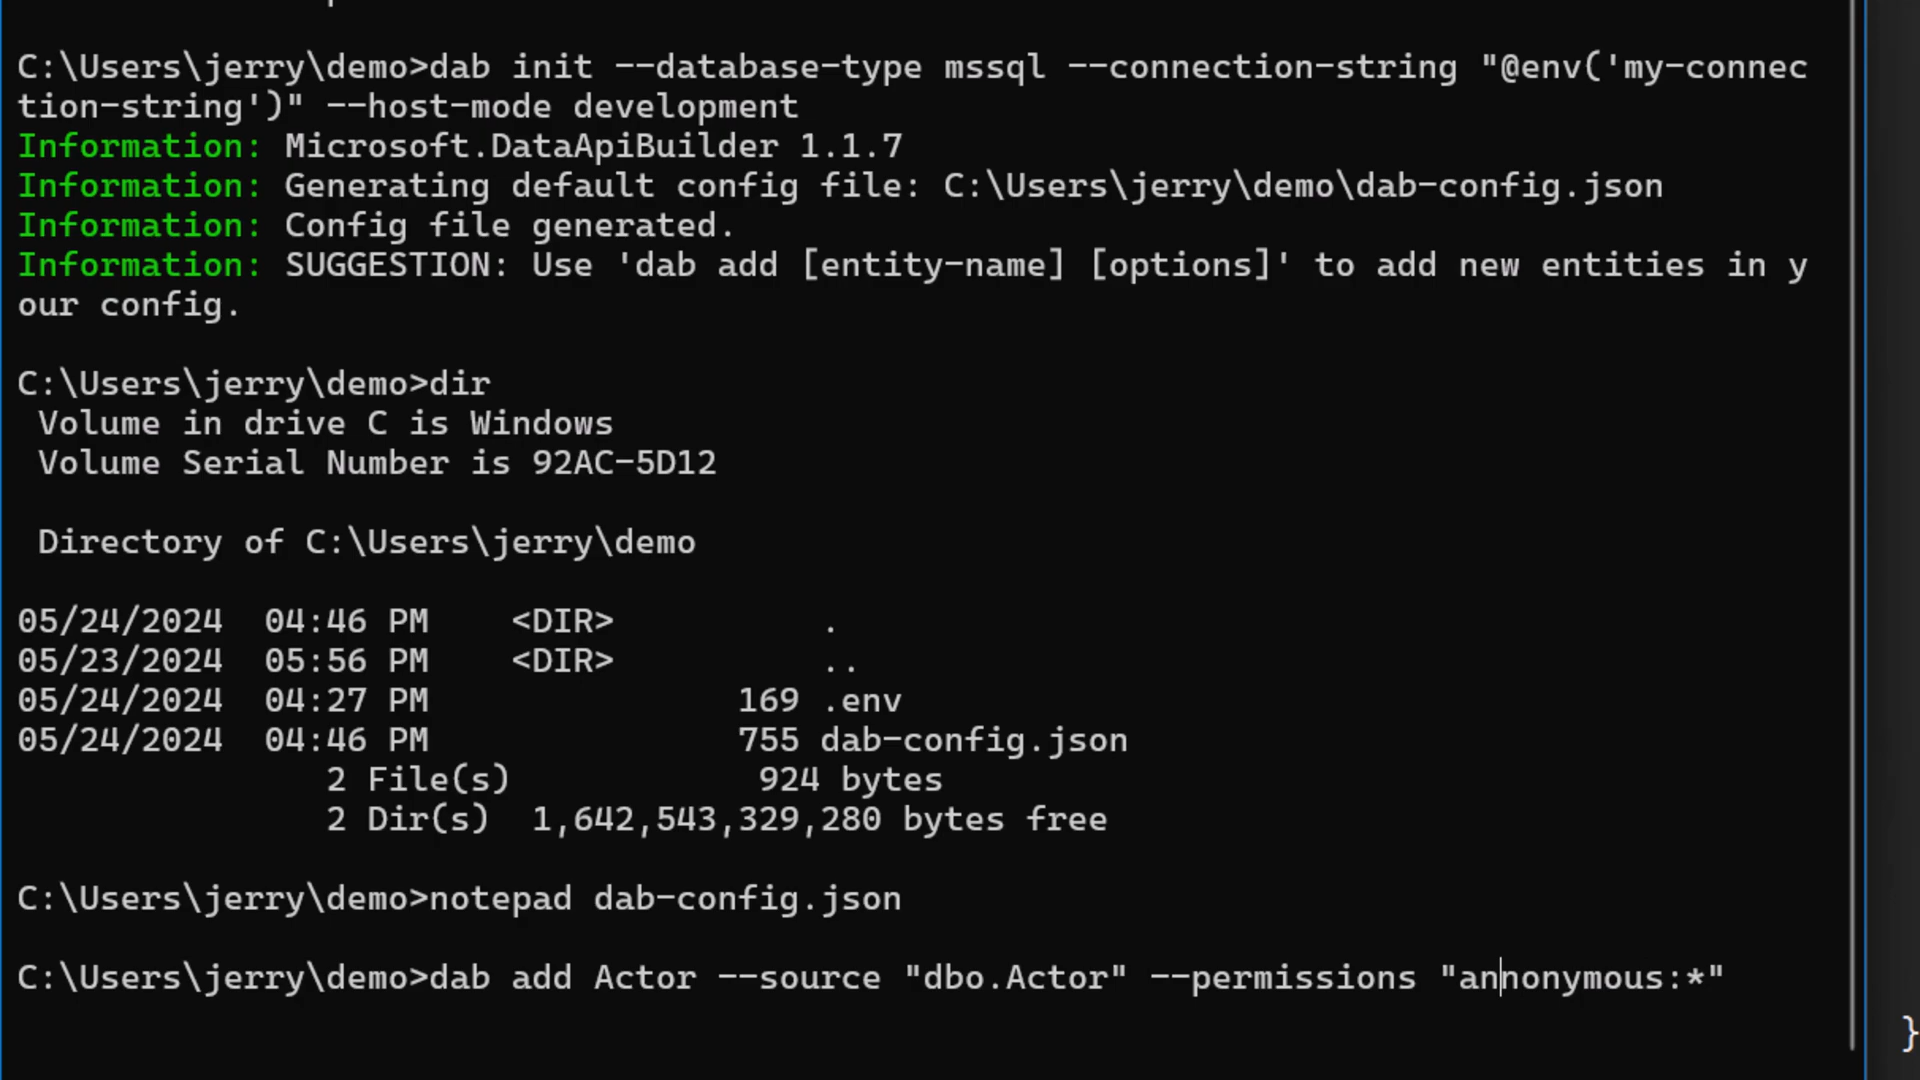 C:\Users\jerry\demo>dab init --database-type mssql --connection-string "@env('my-connec
tion-string')" --host-mode development
Information: Microsoft.DataApiBuilder 1.1.7
Information: Generating default config file: C:\Users\jerry\demo\dab-config.json
Information: Config file generated.
Information: SUGGESTION: Use 'dab add [entity-name] [options]' to add new entities in y
our config.
C:\Users\jerry\demo>dir
Volume in drive C is Windows
Volume Serial Number is 92AC-5D12
Directory of C:\Users\jerry\demo
05/24/2024  04:46 PM    <DIR>          .
05/23/2024  05:56 PM    <DIR>          ..
05/24/2024  04:27 PM               169 .env
05/24/2024  04:46 PM               755 dab-config.json
2 File(s)            924 bytes
2 Dir(s)  1,642,543,329,280 bytes free
C:\Users\jerry\demo>notepad dab-config.json
C:\Users\jerry\demo>dab add Actor --source "dbo.Actor" --permissions "annonymous:*"
}